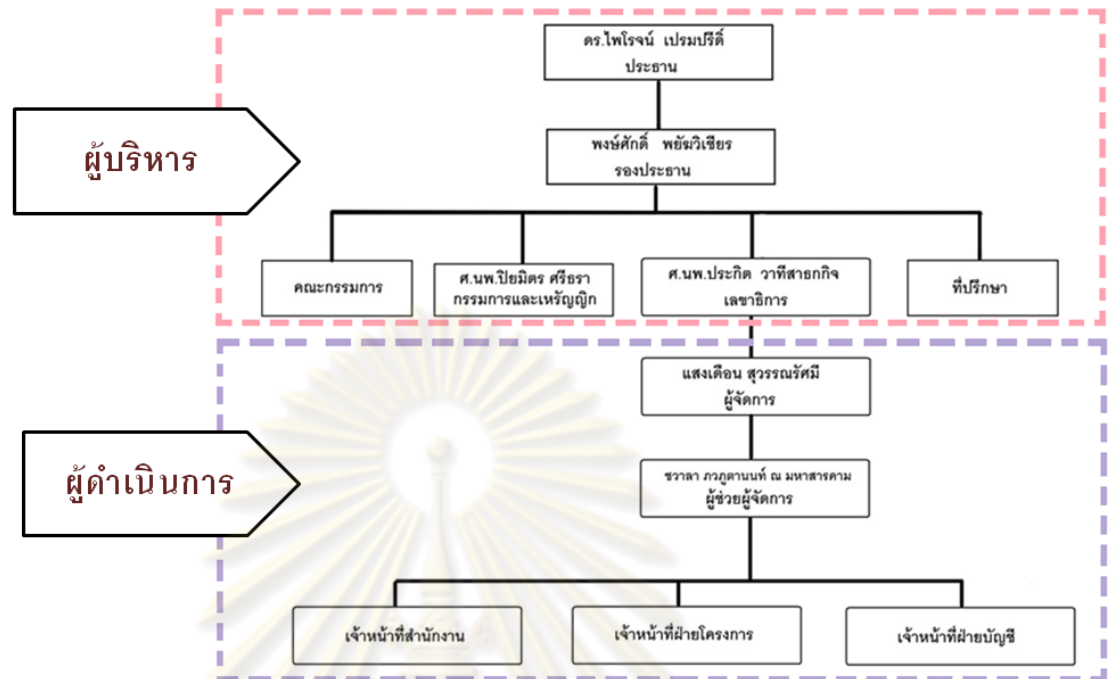 ดร.ไพโรจน์ เปรมปรีดิ์
ประธาน
ผู้บริหาร
พงษ์ศักดิ์ พยัฆวิเชียร
รองประธาน
คณะกรรมการ
ศ.นพ.ปิยมิตร ศรีธรา
กรรมการและเหรัญญิก
ศ.นพ.ประกิต วาทีสาธกกิจ
เลขาธิการ
ที่ปรึกษา
แสงเดือน สุวรรณรัศมี
ผู้จัดการ
ผู้ดำเนินการ
ชวาลา ภวภูตานนท์ ณ มหาสารคาม
ผู้ช่วยผู้จัดการ
เจ้าหน้าที่สำนักงาน
เจ้าหน้าที่ฝ่ายโครงการ
เจ้าหน้าที่ฝ่ายบัญชี